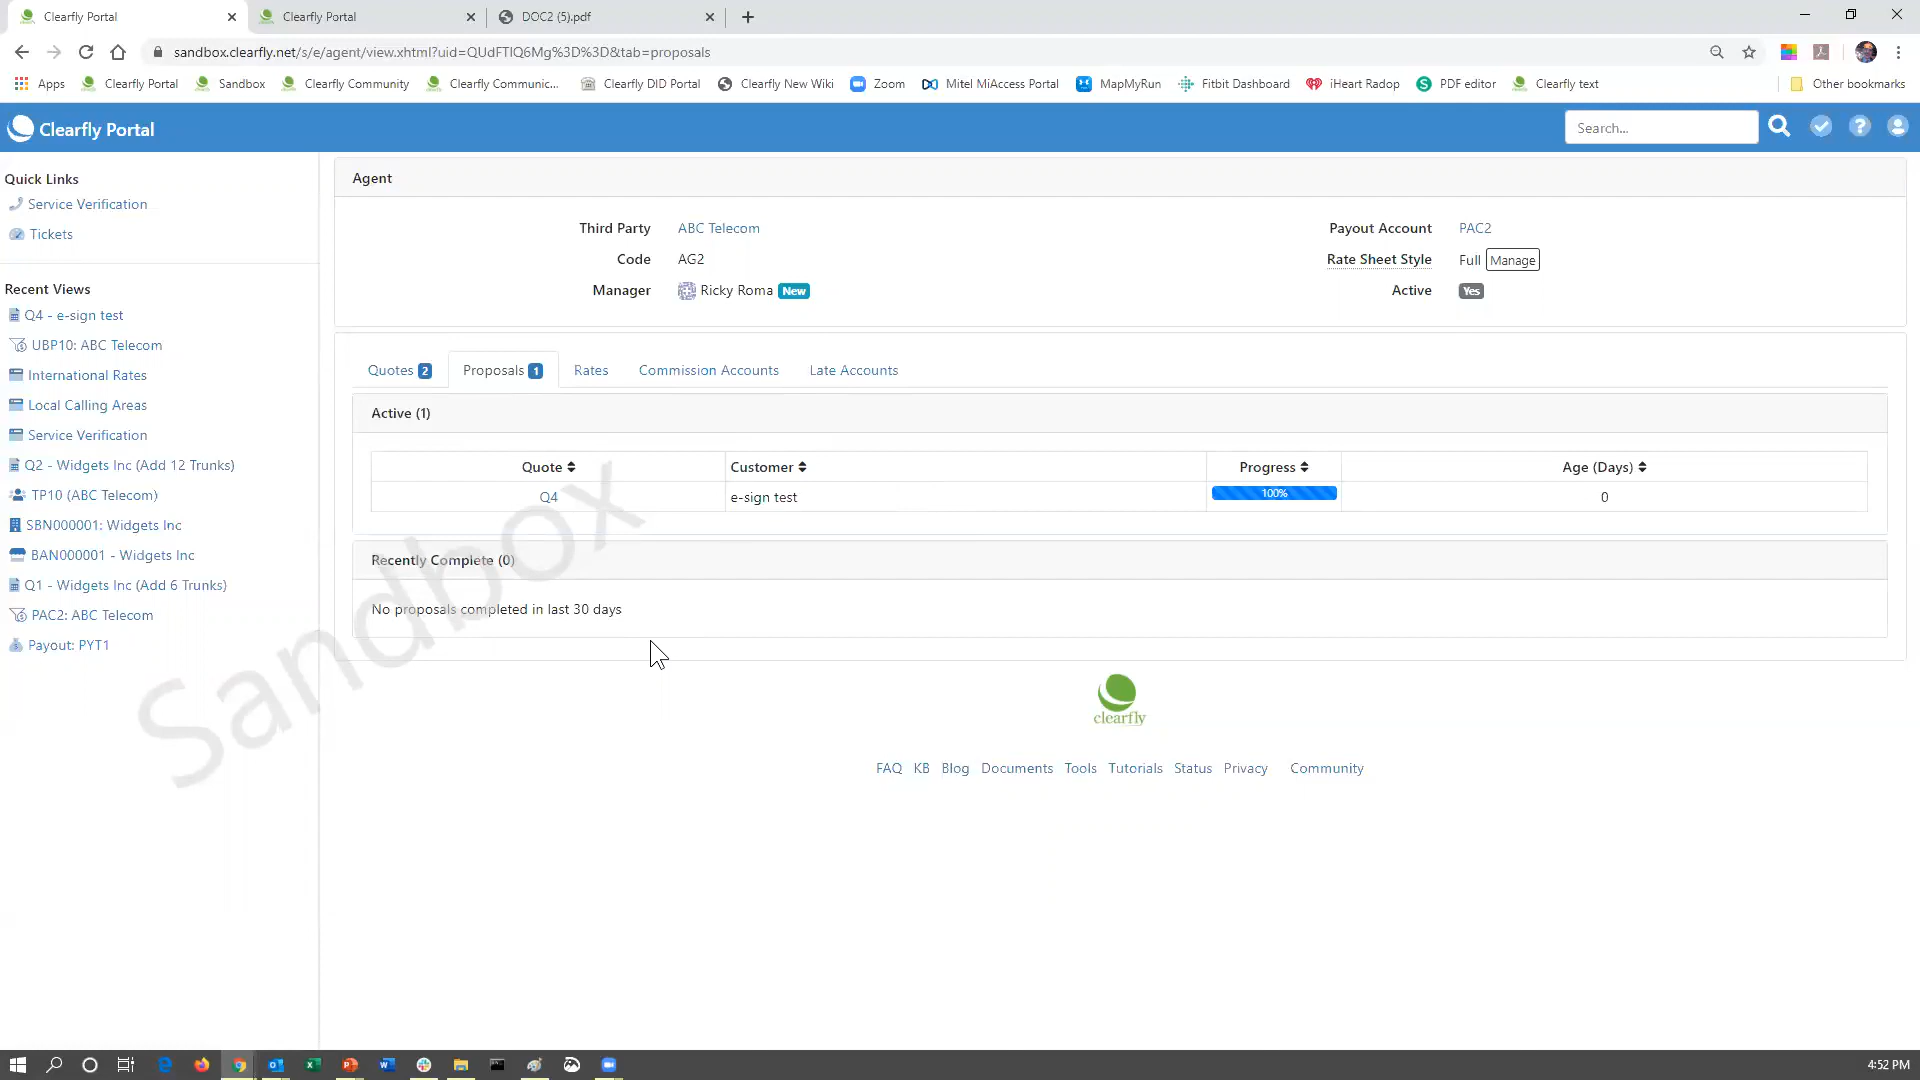 Clearfly Portal
Clearfly Portal
DOC2 (5).pdf
sandbox.clearfly.net/s/e/agent/view.xhtml?uid=QUdFTlQ6Mg%3D%3D&tab=proposals
Apps Clearfly Portal Sandbox Clearfly Community Clearfly Communic... Clearfly DID Portal Clearfly New Wiki Zoom Mitel MiAccess Portal MapMyRun Fitbit Dashboard iHeart Radop PDF editor Clearfly text Other bookmarks
Clearfly Portal
Search...
Quick Links
Service Verification
Tickets
Recent Views
Q4 - e-sign test
UBP10: ABC Telecom
International Rates
Local Calling Areas
Service Verification
Q2 - Widgets Inc (Add 12 Trunks)
TP10 (ABC Telecom)
SBN000001: Widgets Inc
BAN000001 - Widgets Inc
Q1 - Widgets Inc (Add 6 Trunks)
PAC2: ABC Telecom
Payout: PYT1
Agent
Third Party ABC Telecom
Code AG2
Manager Ricky Roma New
Payout Account PAC2
Rate Sheet Style Full Manage
Active Yes
Quotes 2 Proposals 1 Rates Commission Accounts Late Accounts
Active (1)
Quote Customer Progress Age (Days)
Q4 e-sign test 100% 0
Recently Complete (0)
No proposals completed in last 30 days
Sandbox
clearfly
FAQ KB Blog Documents Tools Tutorials Status Privacy Community
4:52 PM